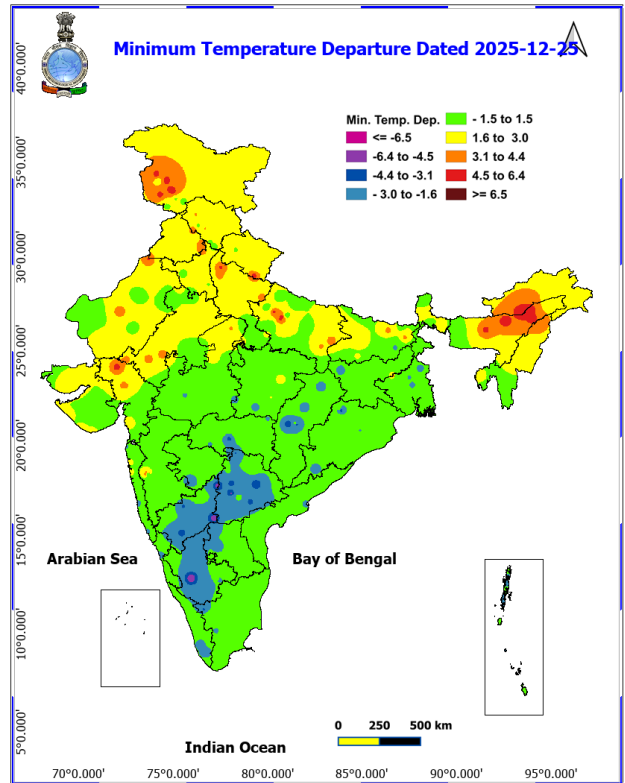 Minimum Temperature Departure Dated 2025-12-25
Min. Temp. Dep.
<= -6.5
-6.4 to -4.5
-4.4 to -3.1
- 3.0 to -1.6
- 1.5 to 1.5
1.6 to 3.0
3.1 to 4.4
4.5 to 6.4
>= 6.5
40°0.000'
35°0.000'
30°0.000'
25°0.000'
20°0.000'
15°0.000'
10°0.000'
5°0.000'
Arabian Sea
Bay of Bengal
Indian Ocean
0 250 500 km
70°0.000' 75°0.000' 80°0.000' 85°0.000' 90°0.000' 95°0.000'